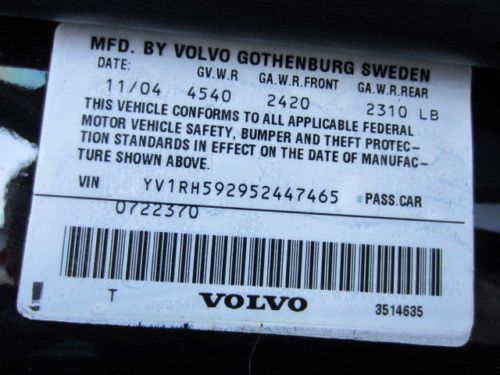 MFD. BY VOLVO GOTHENBURG SWEDEN
DATE: GV.W.R GA.W.R.FRONT GA.W.R.REAR
11/04 4540 2420 2310 LB
THIS VEHICLE CONFORMS TO ALL APPLICABLE FEDERAL
MOTOR VEHICLE SAFETY, BUMPER AND THEFT PROTEC-
TION STANDARDS IN EFFECT ON THE DATE OF MANUFAC-
TURE SHOWN ABOVE.
VIN YV1RH592952447465 PASS.CAR
0722370
T VOLVO 3514635